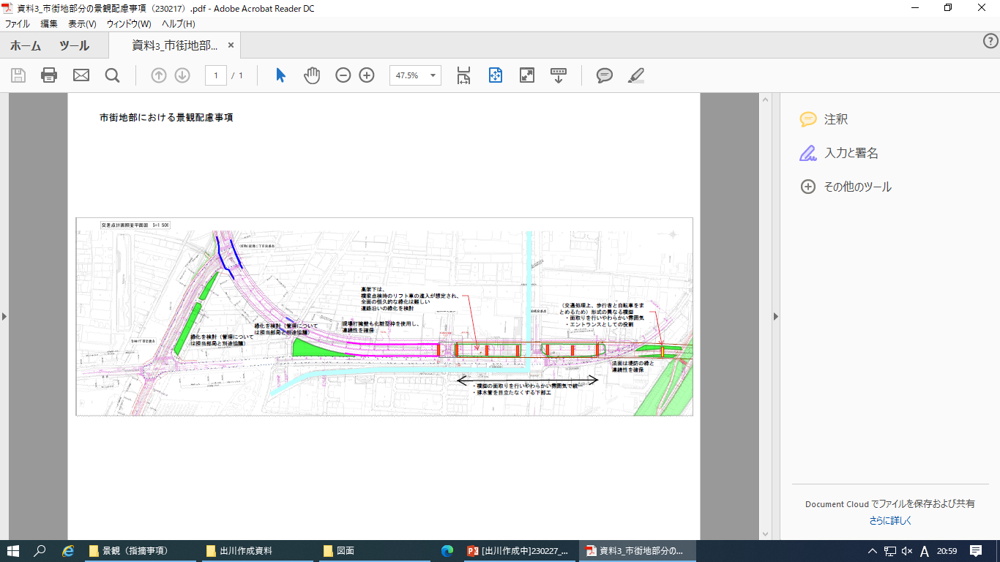 資料3_市街地部分の景観配慮事項（230217）.pdf - Adobe Acrobat Reader DC
ファイル 編集 表示(V) ウィンドウ(W) ヘルプ(H)
ホーム ツール 資料3_市街地部... ×
1 / 1 47.5%
市街地部における景観配慮事項
交差点計画照査平面図 S=1:500
高架下は、
横梁点検時のリフト車の進入が想定され、
全面の恒久的な緑化は難しい
道路沿いの緑化を検討
（交通処理上、歩行者と自転車をま
とめるため）形式の異なる橋脚
・面取りを行いやわらかい雰囲気
・エントランスとしての役割
緑化を検討（管理について
は担当部局と別途協議）
現場打擁壁も化粧型枠を使用し、
連続性を確保
緑化を検討（管理について
は担当部局と別途協議）
法面は堤防の緑と
連続性を確保
・橋脚の面取りを行いやわらかい雰囲気で統一
・排水管を目立たなくする下部工
注釈
入力と署名
その他のツール
Document Cloud でファイルを保存および共有
さらに詳しく
景観（指摘事項）
出川作成資料
図面
[出川作成中]230227_...
資料3_市街地部分の...
A 20:59